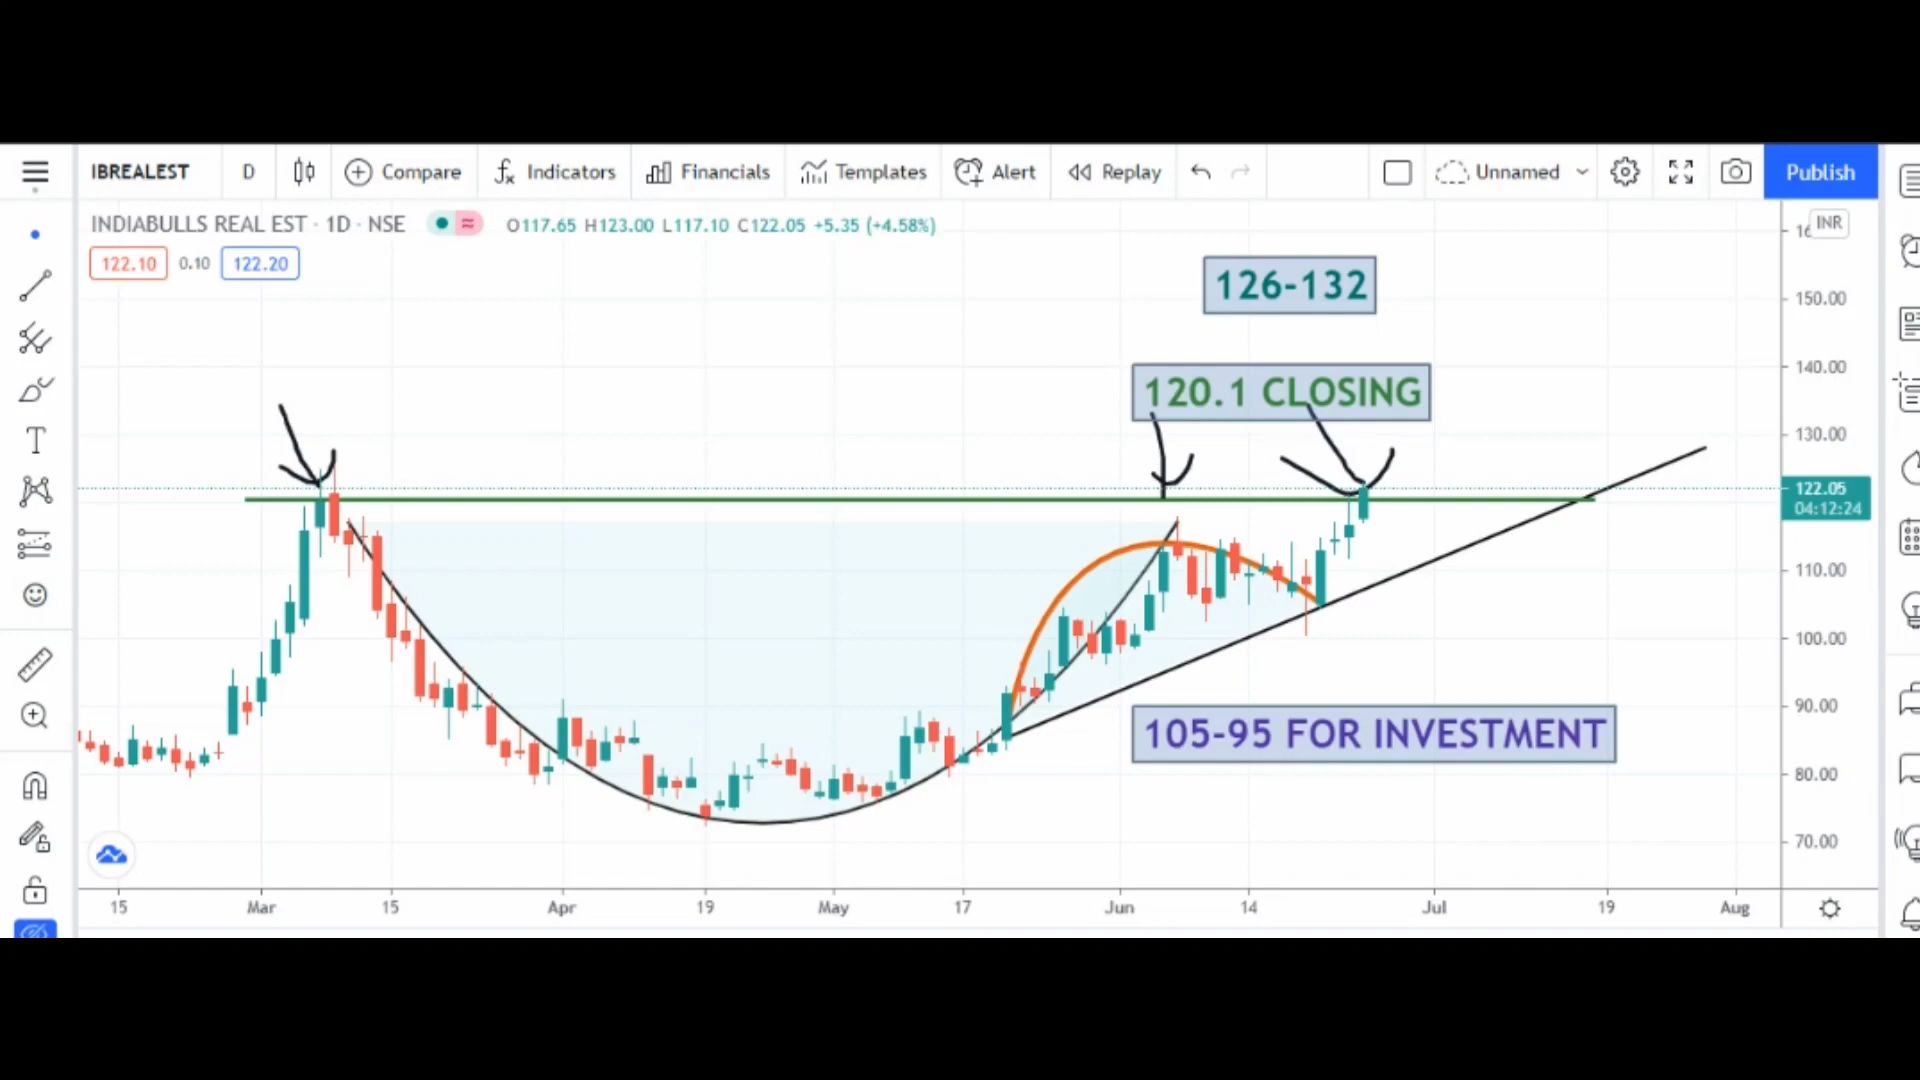 IBREALEST D Compare Indicators Financials Templates Alert Replay Unnamed Publish
INDIABULLS REAL EST · 1D · NSE O117.65 H123.00 L117.10 C122.05 +5.35 (+4.58%)
INR
122.10 0.10 122.20
126-132
150.00
140.00
120.1 CLOSING
130.00
122.05
04:12:24
110.00
100.00
90.00
105-95 FOR INVESTMENT
80.00
70.00
15 Mar 15 Apr 19 May 17 Jun 14 Jul 19 Aug